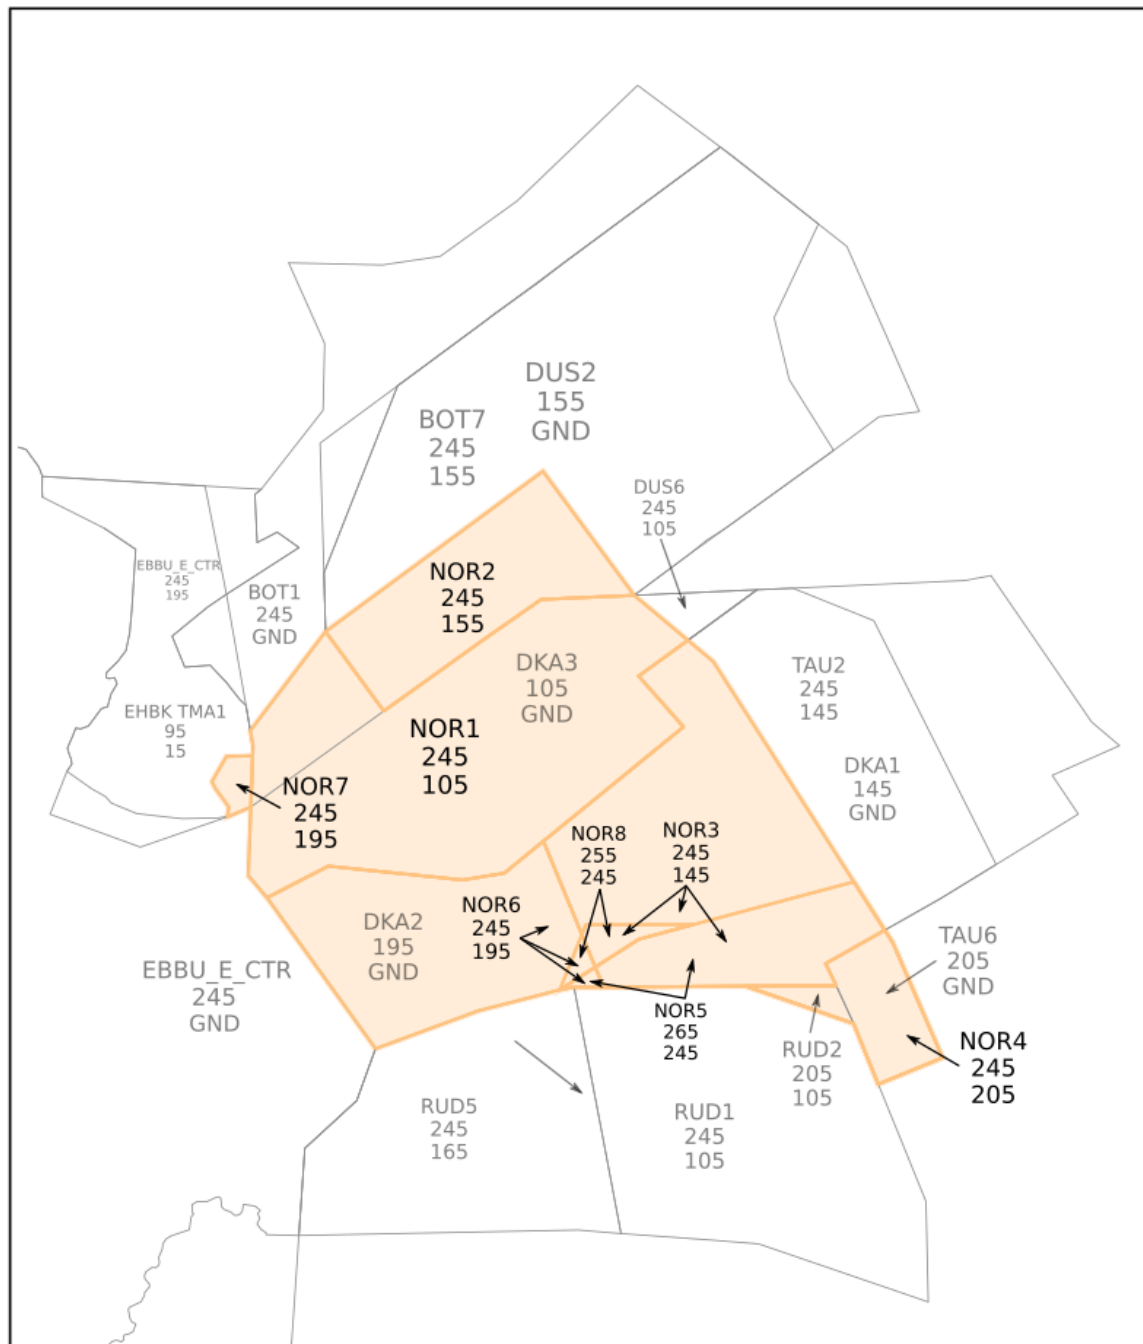 DUS2
155
GND
BOT7
245
155
DUS6
245
105
EBBU_E_CTR
245
195
NOR2
245
155
BOT1
245
GND
DKA3
105
GND
TAU2
245
145
EHBK TMA1
95
15
NOR1
245
105
DKA1
145
GND
NOR7
245
195
NOR8
255
245
NOR3
245
145
NOR6
245
195
DKA2
195
GND
TAU6
205
GND
EBBU_E_CTR
245
GND
NOR5
265
245
NOR4
245
205
RUD2
205
105
RUD5
245
165
RUD1
245
105